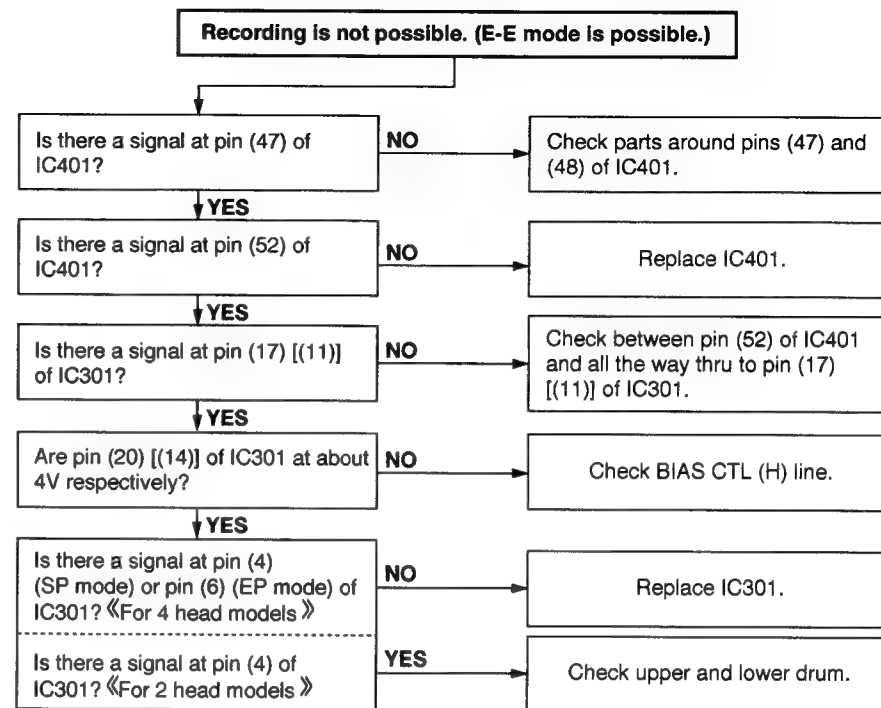 Recording is not possible. (E-E mode is possible.)
Is there a signal at pin (47) of
IC401?
NO
Check parts around pins (47) and
(48) of IC401.
YES
Is there a signal at pin (52) of
IC401?
NO
Replace IC401.
YES
Is there a signal at pin (17) [(11)]
of IC301?
NO
Check between pin (52) of IC401
and all the way thru to pin (17)
[(11)] of IC301.
YES
Are pin (20) [(14)] of IC301 at about
4V respectively?
NO
Check BIAS CTL (H) line.
YES
Is there a signal at pin (4)
(SP mode) or pin (6) (EP mode) of
IC301? 《For 4 head models》
NO
Replace IC301.
Is there a signal at pin (4) of
IC301? 《For 2 head models》
YES
Check upper and lower drum.